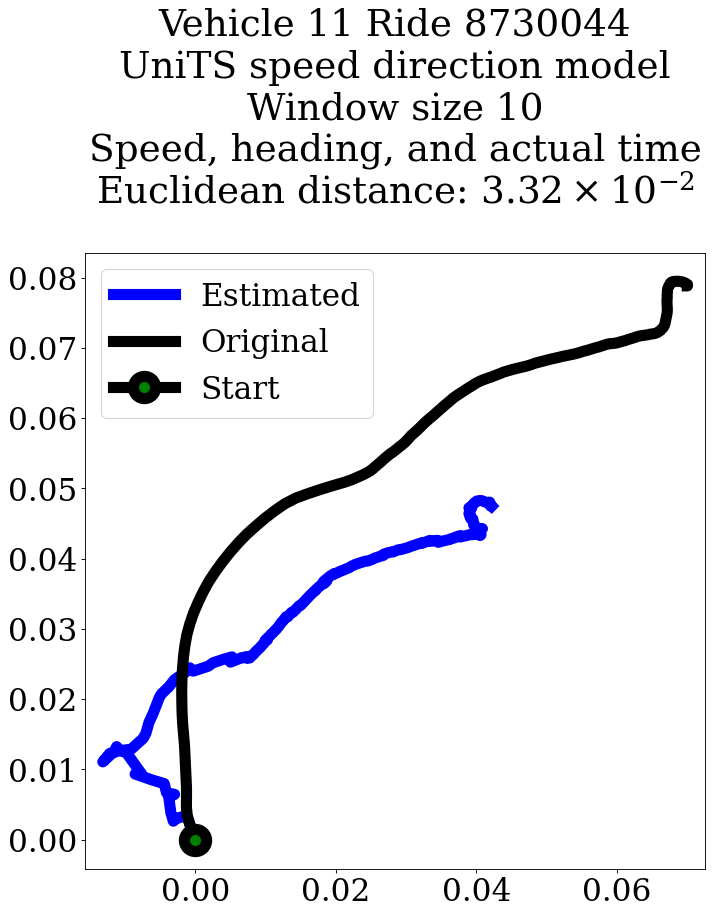 Vehicle 11 Ride 8730044
UniTS speed direction model
Window size 10
Speed, heading, and actual time
Euclidean distance: 3.32 × 10⁻²
Estimated
Original
Start
0.08
0.07
0.06
0.05
0.04
0.03
0.02
0.01
0.00
0.00 0.02 0.04 0.06